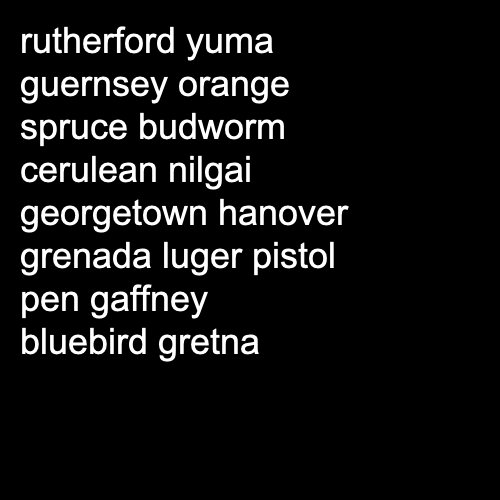 rutherford yuma
guernsey orange
spruce budworm
cerulean nilgai
georgetown hanover
grenada luger pistol
pen gaffney
bluebird gretna